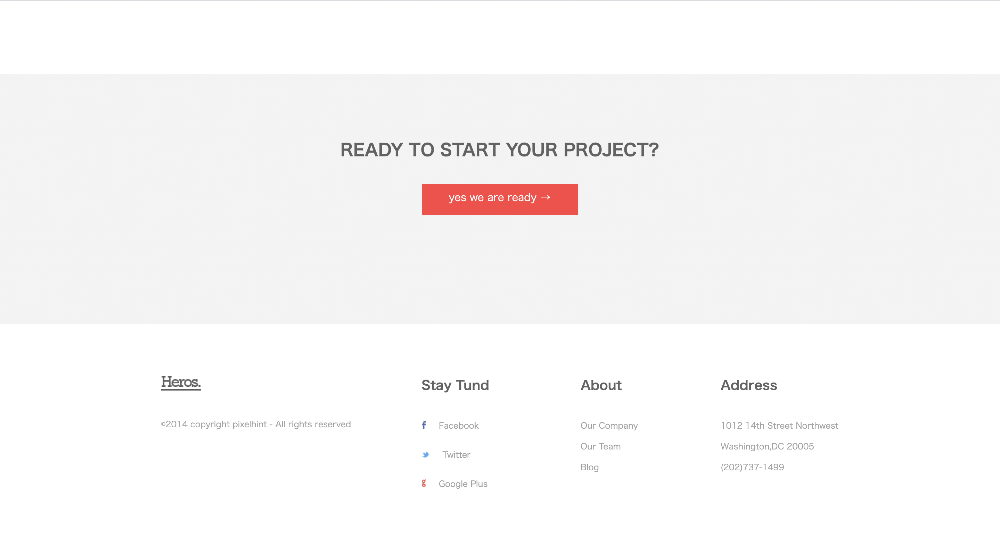 READY TO START YOUR PROJECT?
yes we are ready →
Heros.
©2014 copyright pixelhint - All rights reserved
Stay Tund
Facebook
Twitter
Google Plus
About
Our Company
Our Team
Blog
Address
1012 14th Street Northwest
Washington,DC 20005
(202)737-1499